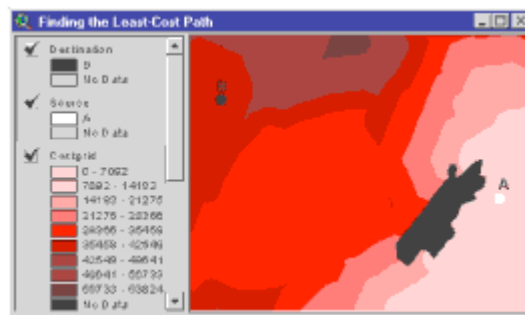 Finding the Least-Cost Path
Destination
B
No Data
Source
A
No Data
Costgrid
0 - 7092
7092 - 14183
14183 - 21275
21275 - 28366
28366 - 35458
35458 - 42549
42549 - 49641
49641 - 56733
56733 - 63824
No Data
B
A